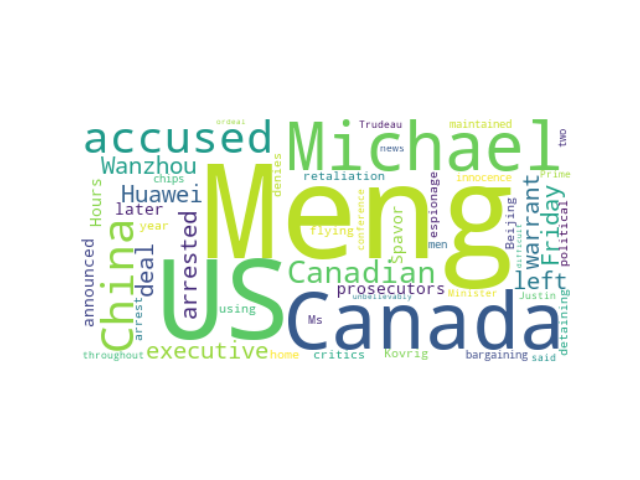 ordeal
accused
Michael
Trudeau
maintained
two
news
Wanzhou
chips
denies
retaliation
innocence
Prime
Hours
Huawei
Meng
conference
espionage
men
warrant
Friday
political
later
year
arrested
flying
Spavor
Beijing
difficult
announced
China
deal
US
Canadian
left
arrest
using
prosecutors
unbelievably
Minister
Justin
detaining
Ms
Canada
throughout
executive
home
critics
Kovrig
bargaining
said